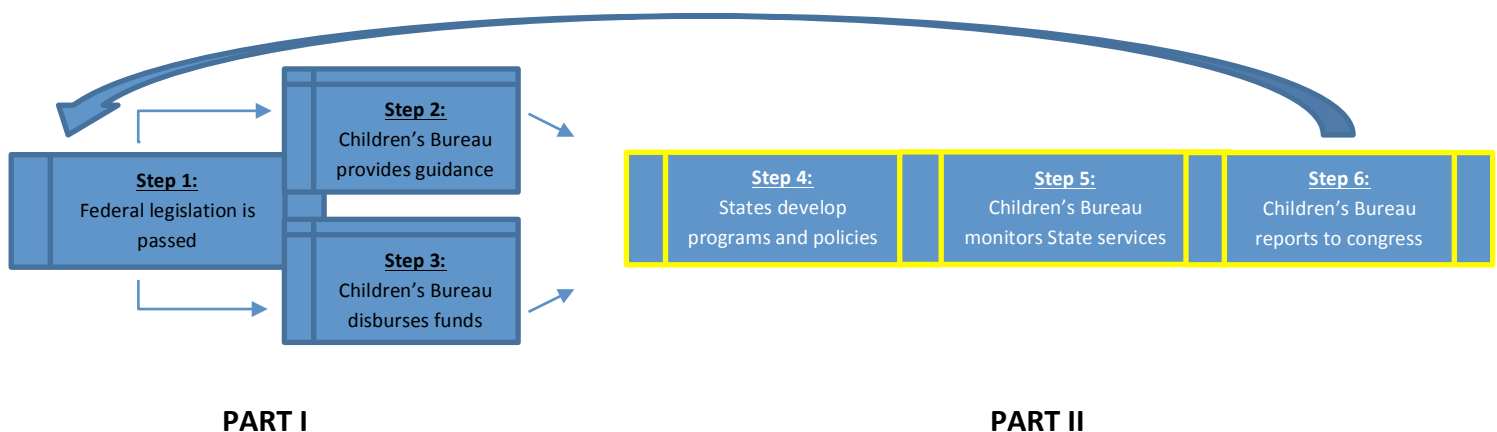 Step 1:
Federal legislation is
passed
Step 2:
Children’s Bureau
provides guidance
Step 3:
Children’s Bureau
disburses funds
Step 4:
States develop
programs and policies
Step 5:
Children’s Bureau
monitors State services
Step 6:
Children’s Bureau
reports to congress
PART I
PART II